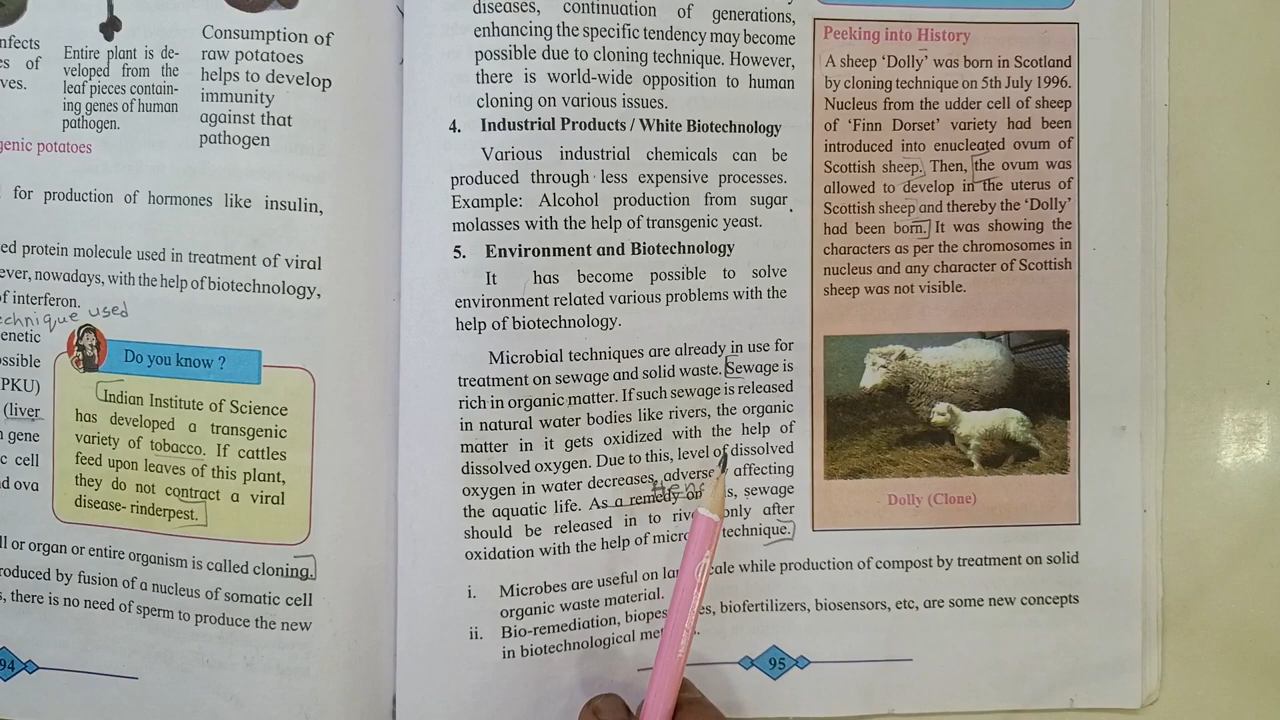 nfects
es of
ves.
Entire plant is de-
veloped from the
leaf pieces contain-
ing genes of human
pathogen.
Consumption of
raw potatoes
helps to develop
immunity
against that
pathogen
genic potatoes
for production of hormones like insulin,
ed protein molecule used in treatment of viral
ever, nowadays, with the help of biotechnology,
f interferon.
echnique used
enetic
ossible
PKU)
(liver
n gene
c cell
d ova
Do you know ?
Indian Institute of Science
has developed a transgenic
variety of tobacco. If cattles
feed upon leaves of this plant,
they do not contract a viral
disease- rinderpest.
ll or organ or entire organism is called cloning.
roduced by fusion of a nucleus of somatic cell
s, there is no need of sperm to produce the new
94
diseases, continuation of generations,
enhancing the specific tendency may become
possible due to cloning technique. However,
there is world-wide opposition to human
cloning on various issues.
4. Industrial Products / White Biotechnology
Various industrial chemicals can be
produced through less expensive processes.
Example: Alcohol production from sugar
molasses with the help of transgenic yeast.
5. Environment and Biotechnology
It has become possible to solve
environment related various problems with the
help of biotechnology.
Microbial techniques are already in use for
treatment on sewage and solid waste. Sewage is
rich in organic matter. If such sewage is released
in natural water bodies like rivers, the organic
matter in it gets oxidized with the help of
dissolved oxygen. Due to this, level of dissolved
oxygen in water decreases, adverse affecting
the aquatic life. As a remedy on s, sewage
should be released in to riv only after
oxidation with the help of micro technique.
i. Microbes are useful on la cale while production of compost by treatment on solid
organic waste material.
ii. Bio-remediation, biopes es, biofertilizers, biosensors, etc, are some new concepts
in biotechnological me
95
Peeking into History
A sheep ‘Dolly’ was born in Scotland
by cloning technique on 5th July 1996.
Nucleus from the udder cell of sheep
of ‘Finn Dorset’ variety had been
introduced into enucleated ovum of
Scottish sheep. Then, the ovum was
allowed to develop in the uterus of
Scottish sheep and thereby the ‘Dolly’
had been born. It was showing the
characters as per the chromosomes in
nucleus and any character of Scottish
sheep was not visible.
Dolly (Clone)